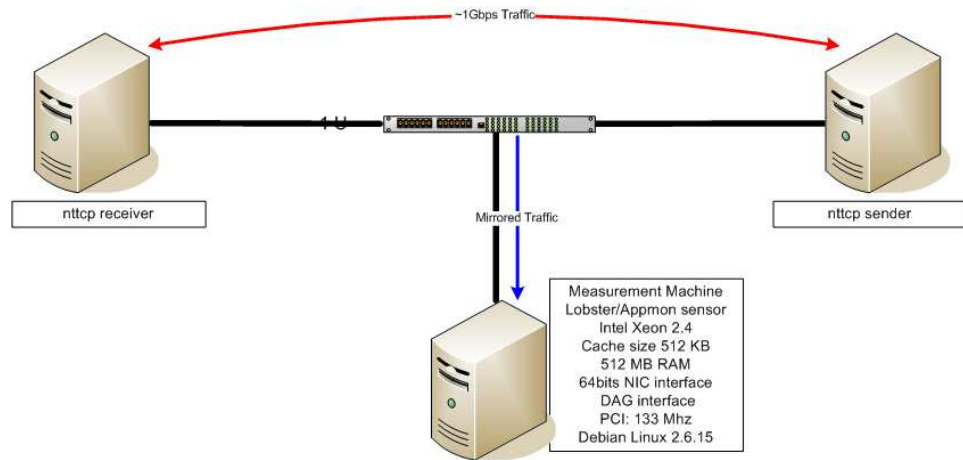 ~1Gbps Traffic
1 U
nttcp receiver
nttcp sender
Mirrored Traffic
Measurement Machine
Lobster/Appmon sensor
Intel Xeon 2.4
Cache size 512 KB
512 MB RAM
64bits NIC interface
DAG interface
PCI: 133 Mhz
Debian Linux 2.6.15